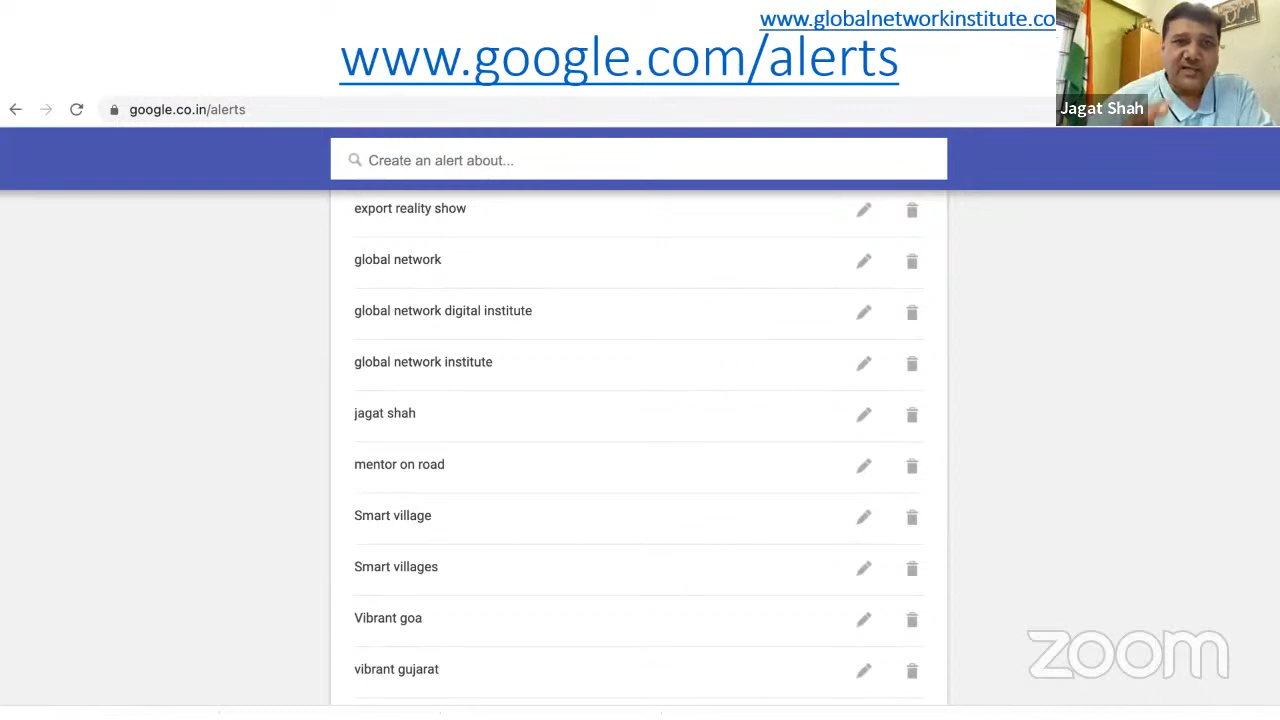 www.globalnetworkinstitute.co
www.google.com/alerts
google.co.in/alerts
Jagat Shah
Create an alert about...
export reality show
global network
global network digital institute
global network institute
jagat shah
mentor on road
Smart village
Smart villages
Vibrant goa
vibrant gujarat
zoom